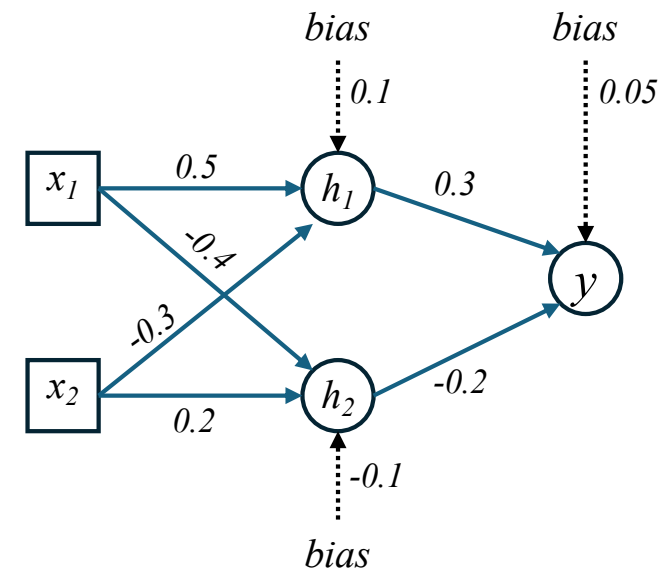 bias
bias
0.1
0.05
x₁
0.5
h₁
0.3
-0.4
y
-0.3
x₂
0.2
h₂
-0.2
-0.1
bias